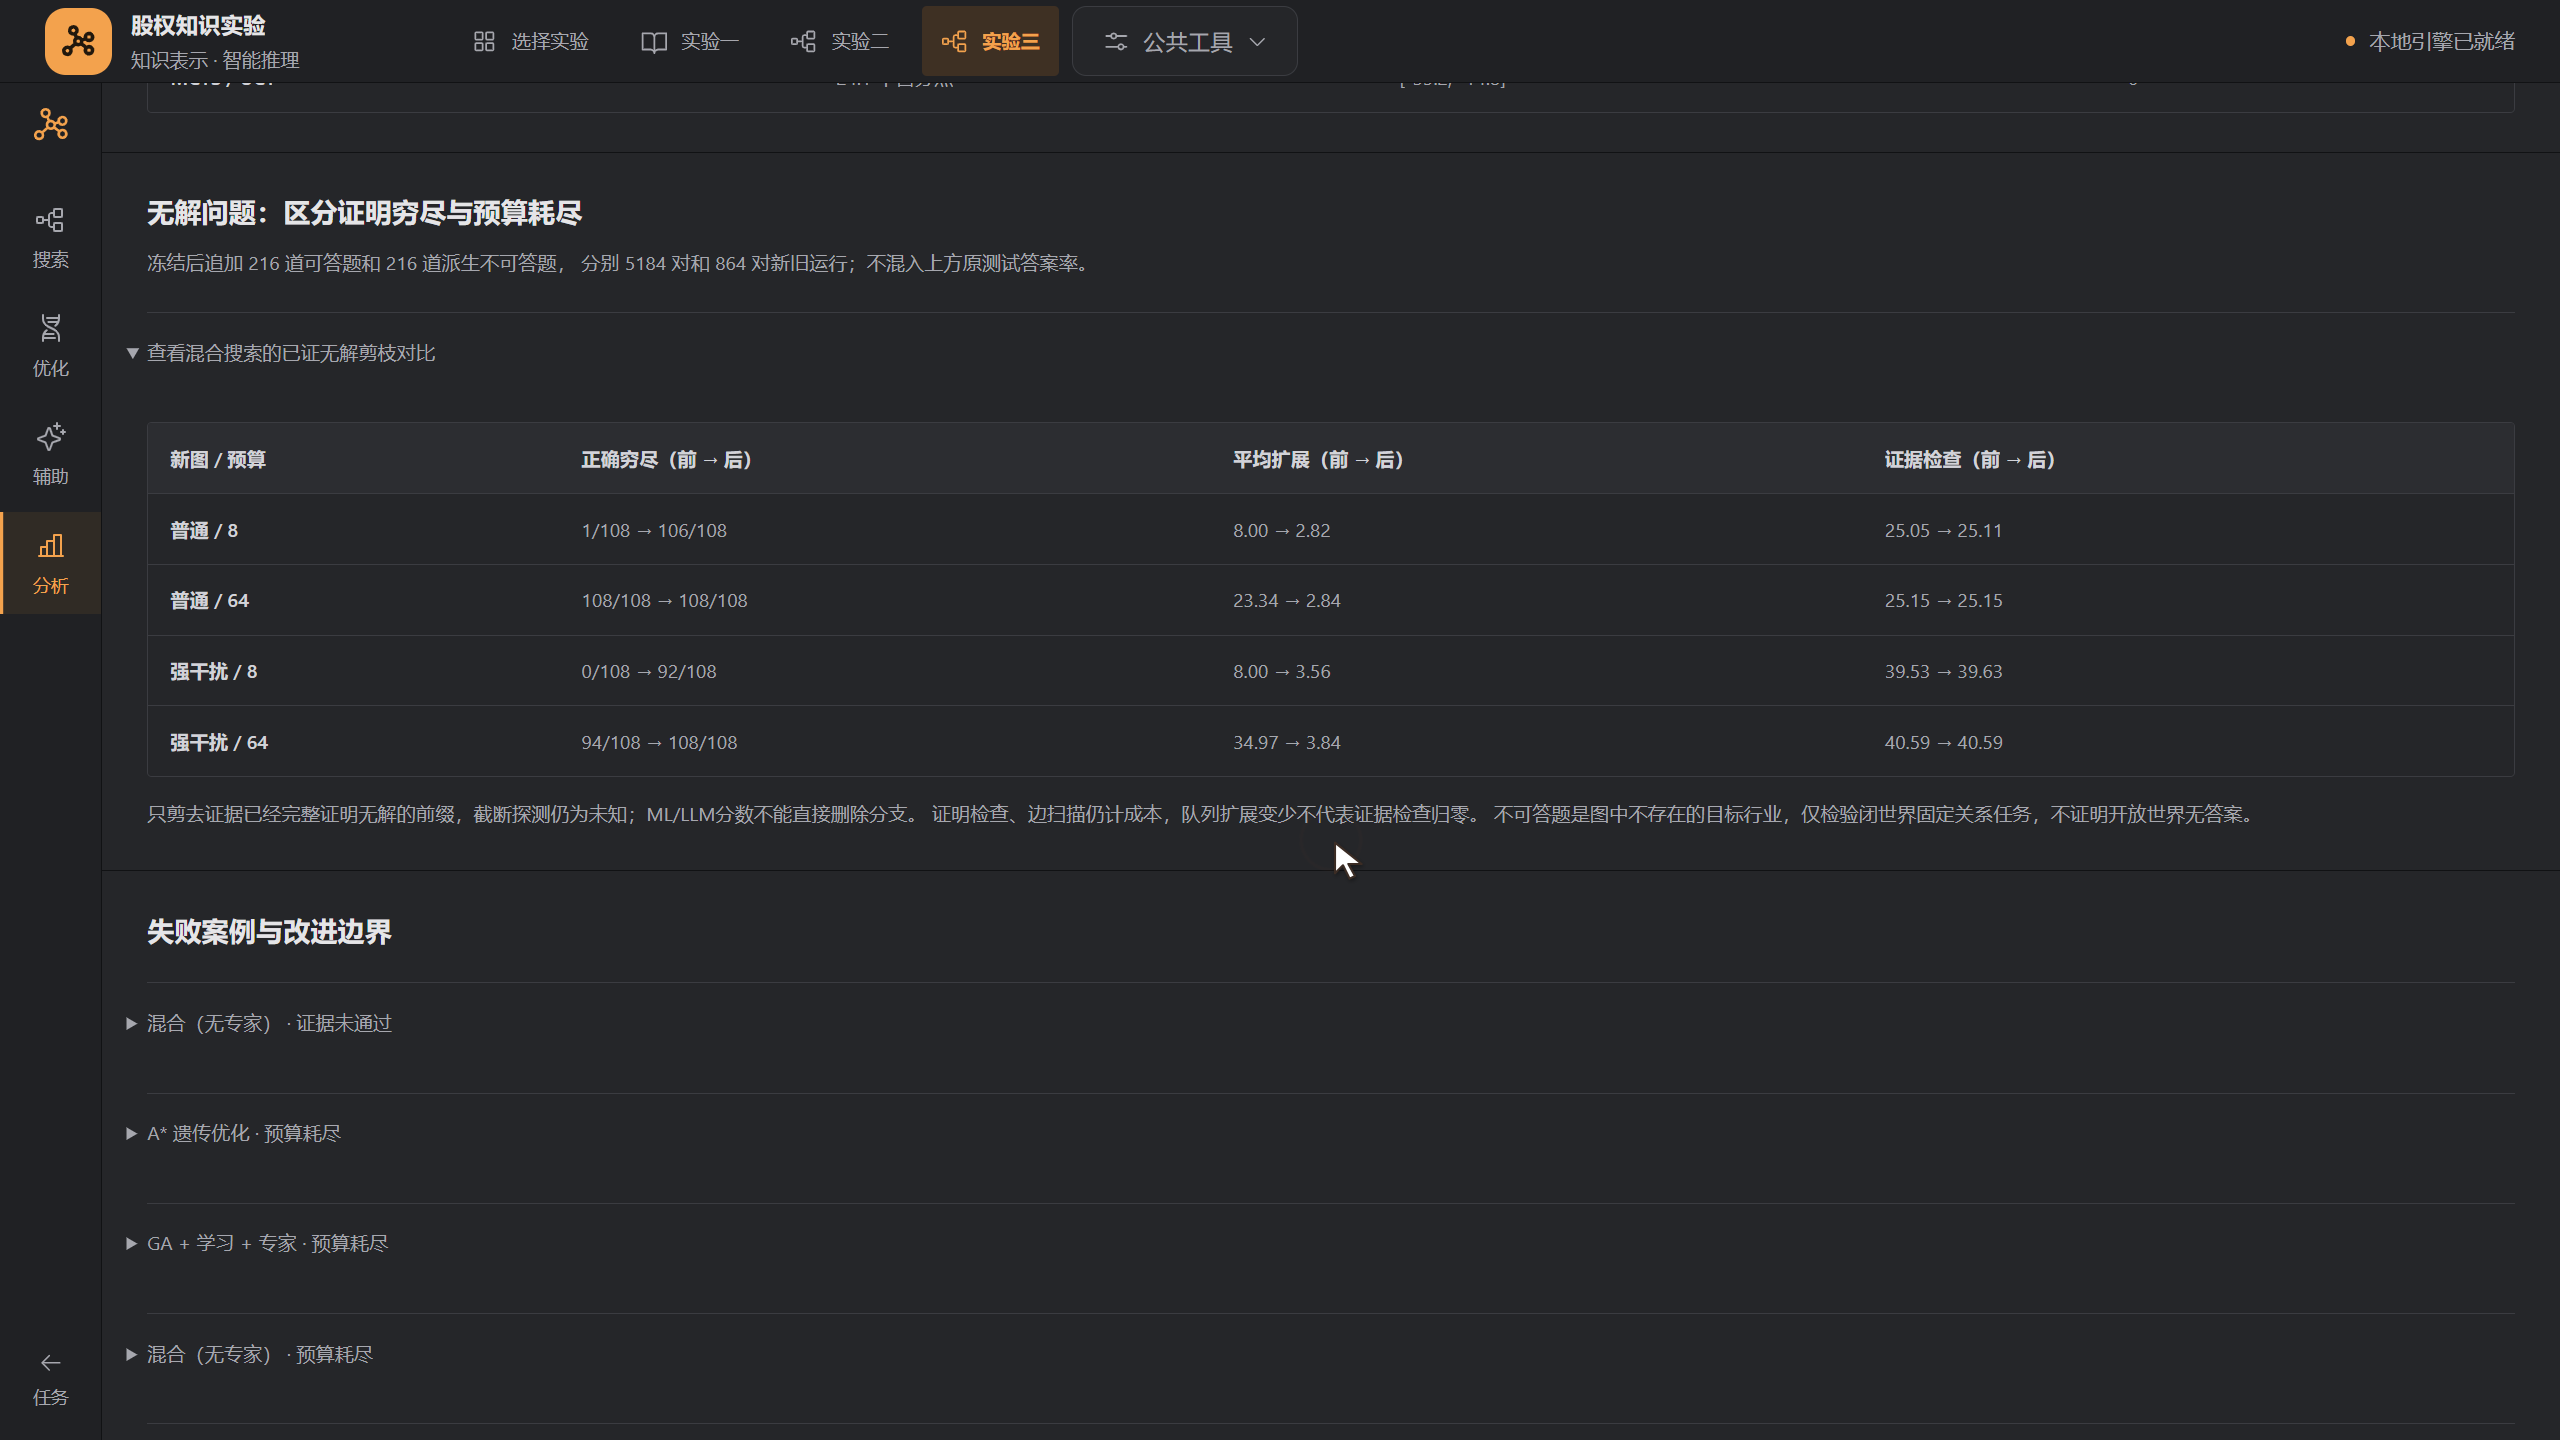 股权知识实验
知识表示 · 智能推理
选择实验
实验一
实验二
实验三
公共工具
本地引擎已就绪
搜索
优化
辅助
分析
任务
无解问题：区分证明穷尽与预算耗尽
冻结后追加 216 道可答题和 216 道派生不可答题， 分别 5184 对和 864 对新旧运行；不混入上方原测试答案率。
查看混合搜索的已证无解剪枝对比
新图 / 预算 正确穷尽（前 → 后） 平均扩展（前 → 后） 证据检查（前 → 后）
普通 / 8 1/108 → 106/108 8.00 → 2.82 25.05 → 25.11
普通 / 64 108/108 → 108/108 23.34 → 2.84 25.15 → 25.15
强干扰 / 8 0/108 → 92/108 8.00 → 3.56 39.53 → 39.63
强干扰 / 64 94/108 → 108/108 34.97 → 3.84 40.59 → 40.59
只剪去证据已经完整证明无解的前缀，截断探测仍为未知；ML/LLM分数不能直接删除分支。 证明检查、边扫描仍计成本，队列扩展变少不代表证据检查归零。 不可答题是图中不存在的目标行业，仅检验闭世界固定关系任务，不证明开放世界无答案。
失败案例与改进边界
混合（无专家） · 证据未通过
A* 遗传优化 · 预算耗尽
GA + 学习 + 专家 · 预算耗尽
混合（无专家） · 预算耗尽